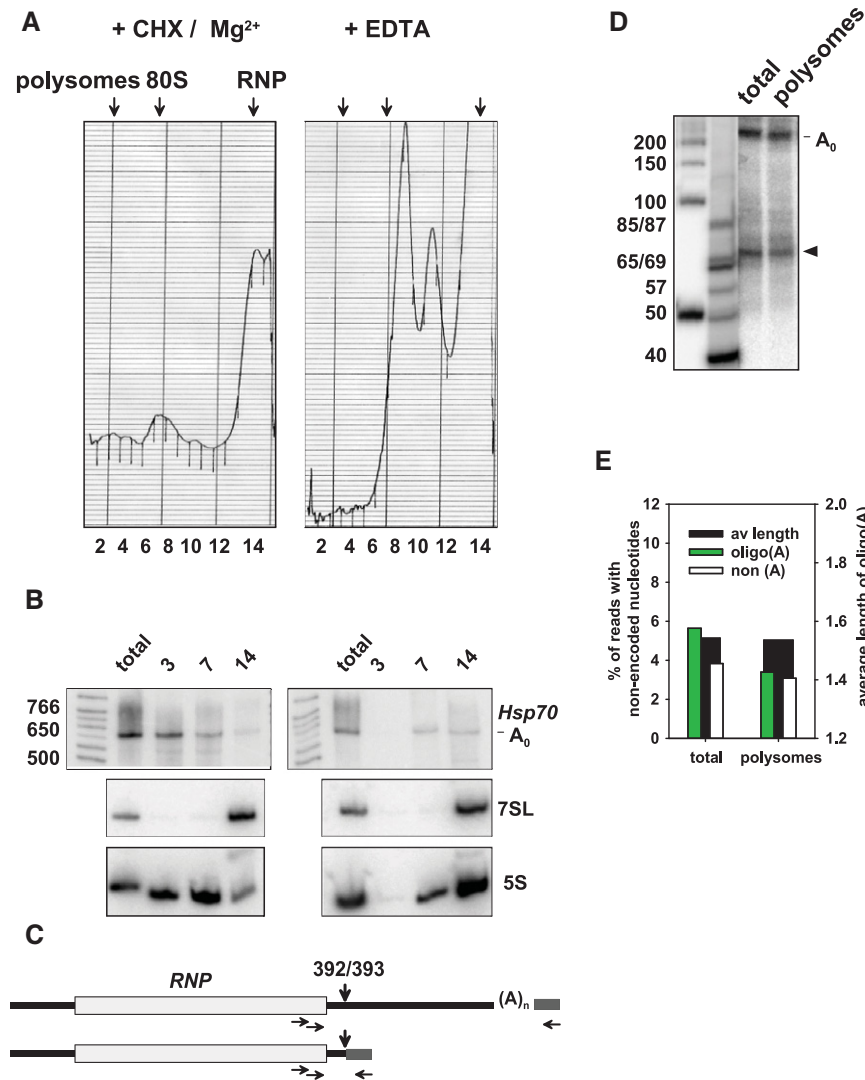 A
+ CHX / Mg2+
+ EDTA
polysomes 80S RNP
2 4 6 8 10 12 14
2 4 6 8 10 12 14
B
total 3 7 14
total 3 7 14
766
650
500
Hsp70
– A0
7SL
5S
C
RNP
392/393
(A)n
D
total
polysomes
200
150
100
85/87
65/69
57
50
40
– A0
E
% of reads with
non-encoded nucleotides
12
10
8
6
4
2
0
av length
oligo(A)
non (A)
2.0
1.8
1.6
1.4
1.2
average length of oligo(A)
total polysomes